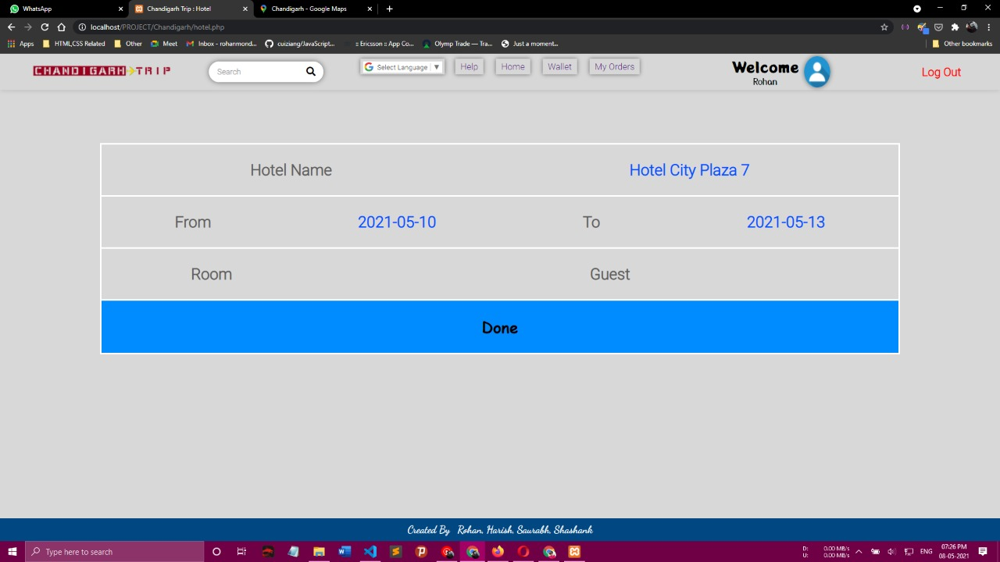 WhatsApp
Chandigarh Trip : Hotel
Chandigarh - Google Maps
localhost/PROJECT/Chandigarh/hotel.php
Apps HTML,CSS Related Other Meet Inbox - rohanmond... cuiziang/JavaScript... :: Ericsson :: App Co... Olymp Trade — Tra... Just a moment... Other bookmarks
CHANDIGARH TRIP
Search
Select Language ▼
Help
Home
Wallet
My Orders
Welcome
Rohan
Log Out
Hotel Name Hotel City Plaza 7
From 2021-05-10 To 2021-05-13
Room Guest
Done
Created By Rohan, Harish, Saurabh, Shashank
Type here to search
D: 0.00 MB/s
U: 0.00 MB/s
ENG
07:26 PM
08-05-2021